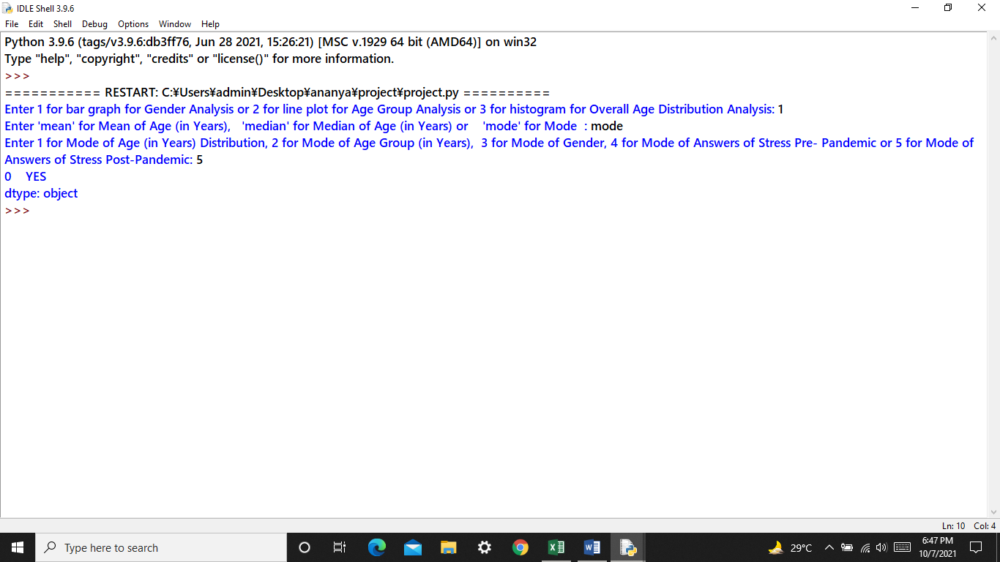 IDLE Shell 3.9.6
File Edit Shell Debug Options Window Help
Python 3.9.6 (tags/v3.9.6:db3ff76, Jun 28 2021, 15:26:21) [MSC v.1929 64 bit (AMD64)] on win32
Type "help", "copyright", "credits" or "license()" for more information.
>>>
=========== RESTART: C:¥Users¥admin¥Desktop¥ananya¥project¥project.py ==========
Enter 1 for bar graph for Gender Analysis or 2 for line plot for Age Group Analysis or 3 for histogram for Overall Age Distribution Analysis: 1
Enter 'mean' for Mean of Age (in Years),   'median' for Median of Age (in Years) or    'mode' for Mode  : mode
Enter 1 for Mode of Age (in Years) Distribution, 2 for Mode of Age Group (in Years),  3 for Mode of Gender, 4 for Mode of Answers of Stress Pre- Pandemic or 5 for Mode of
Answers of Stress Post-Pandemic: 5
0    YES
dtype: object
>>>
Ln: 10 Col: 4
Type here to search
29°C
6:47 PM
10/7/2021